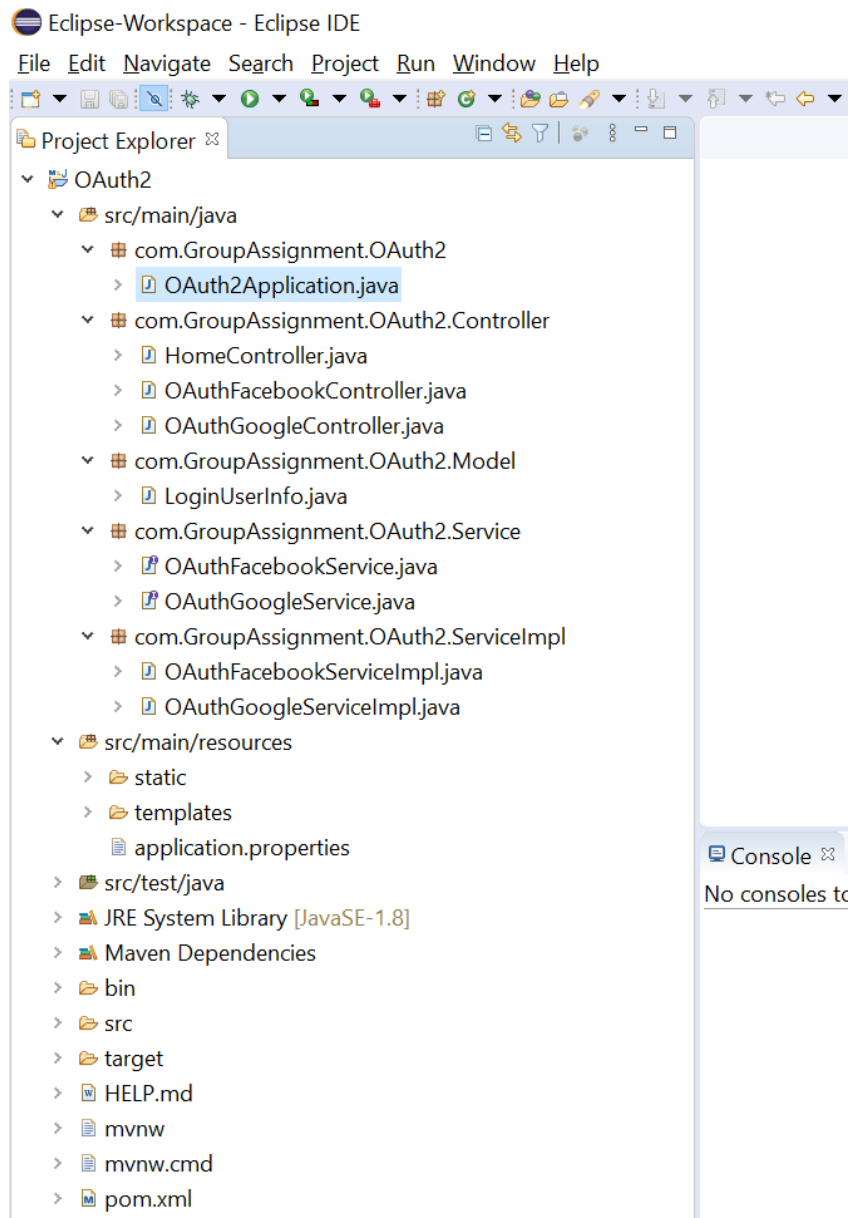 Eclipse-Workspace - Eclipse IDE
File Edit Navigate Search Project Run Window Help
Project Explorer
OAuth2
src/main/java
com.GroupAssignment.OAuth2
OAuth2Application.java
com.GroupAssignment.OAuth2.Controller
HomeController.java
OAuthFacebookController.java
OAuthGoogleController.java
com.GroupAssignment.OAuth2.Model
LoginUserInfo.java
com.GroupAssignment.OAuth2.Service
OAuthFacebookService.java
OAuthGoogleService.java
com.GroupAssignment.OAuth2.ServiceImpl
OAuthFacebookServiceImpl.java
OAuthGoogleServiceImpl.java
src/main/resources
static
templates
application.properties
src/test/java
JRE System Library [JavaSE-1.8]
Maven Dependencies
bin
src
target
HELP.md
mvnw
mvnw.cmd
pom.xml
Console
No consoles to